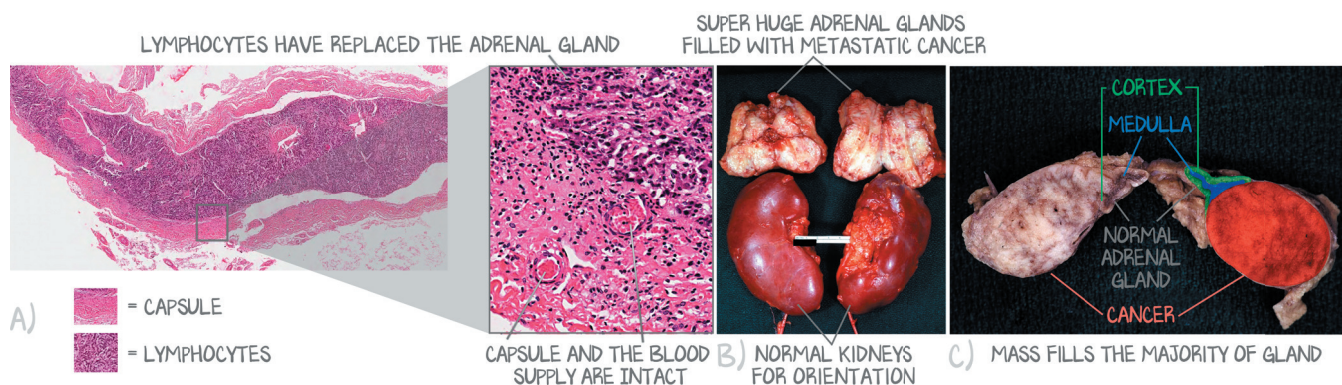 LYMPHOCYTES HAVE REPLACED THE ADRENAL GLAND
A)
= CAPSULE
= LYMPHOCYTES
CAPSULE AND THE BLOOD
SUPPLY ARE INTACT
SUPER HUGE ADRENAL GLANDS
FILLED WITH METASTATIC CANCER
B)
NORMAL KIDNEYS
FOR ORIENTATION
CORTEX
MEDULLA
NORMAL
ADRENAL
GLAND
CANCER
C)
MASS FILLS THE MAJORITY OF GLAND